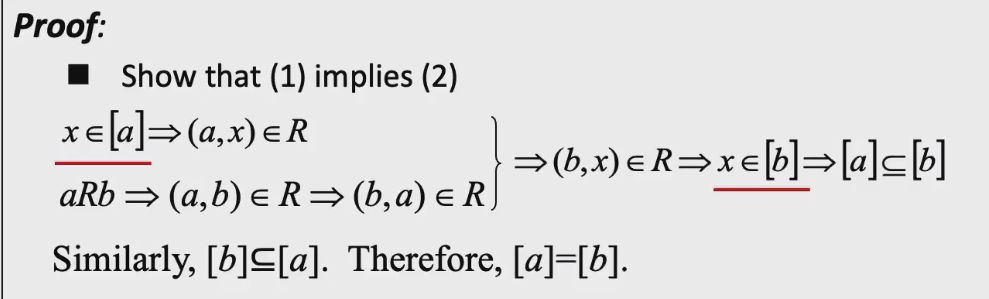 Proof:
■ Show that (1) implies (2)
x∈[a]⇒(a,x)∈R
aRb⇒(a,b)∈R⇒(b,a)∈R
}⇒(b,x)∈R⇒x∈[b]⇒[a]⊆[b]
Similarly, [b]⊆[a]. Therefore, [a]=[b].